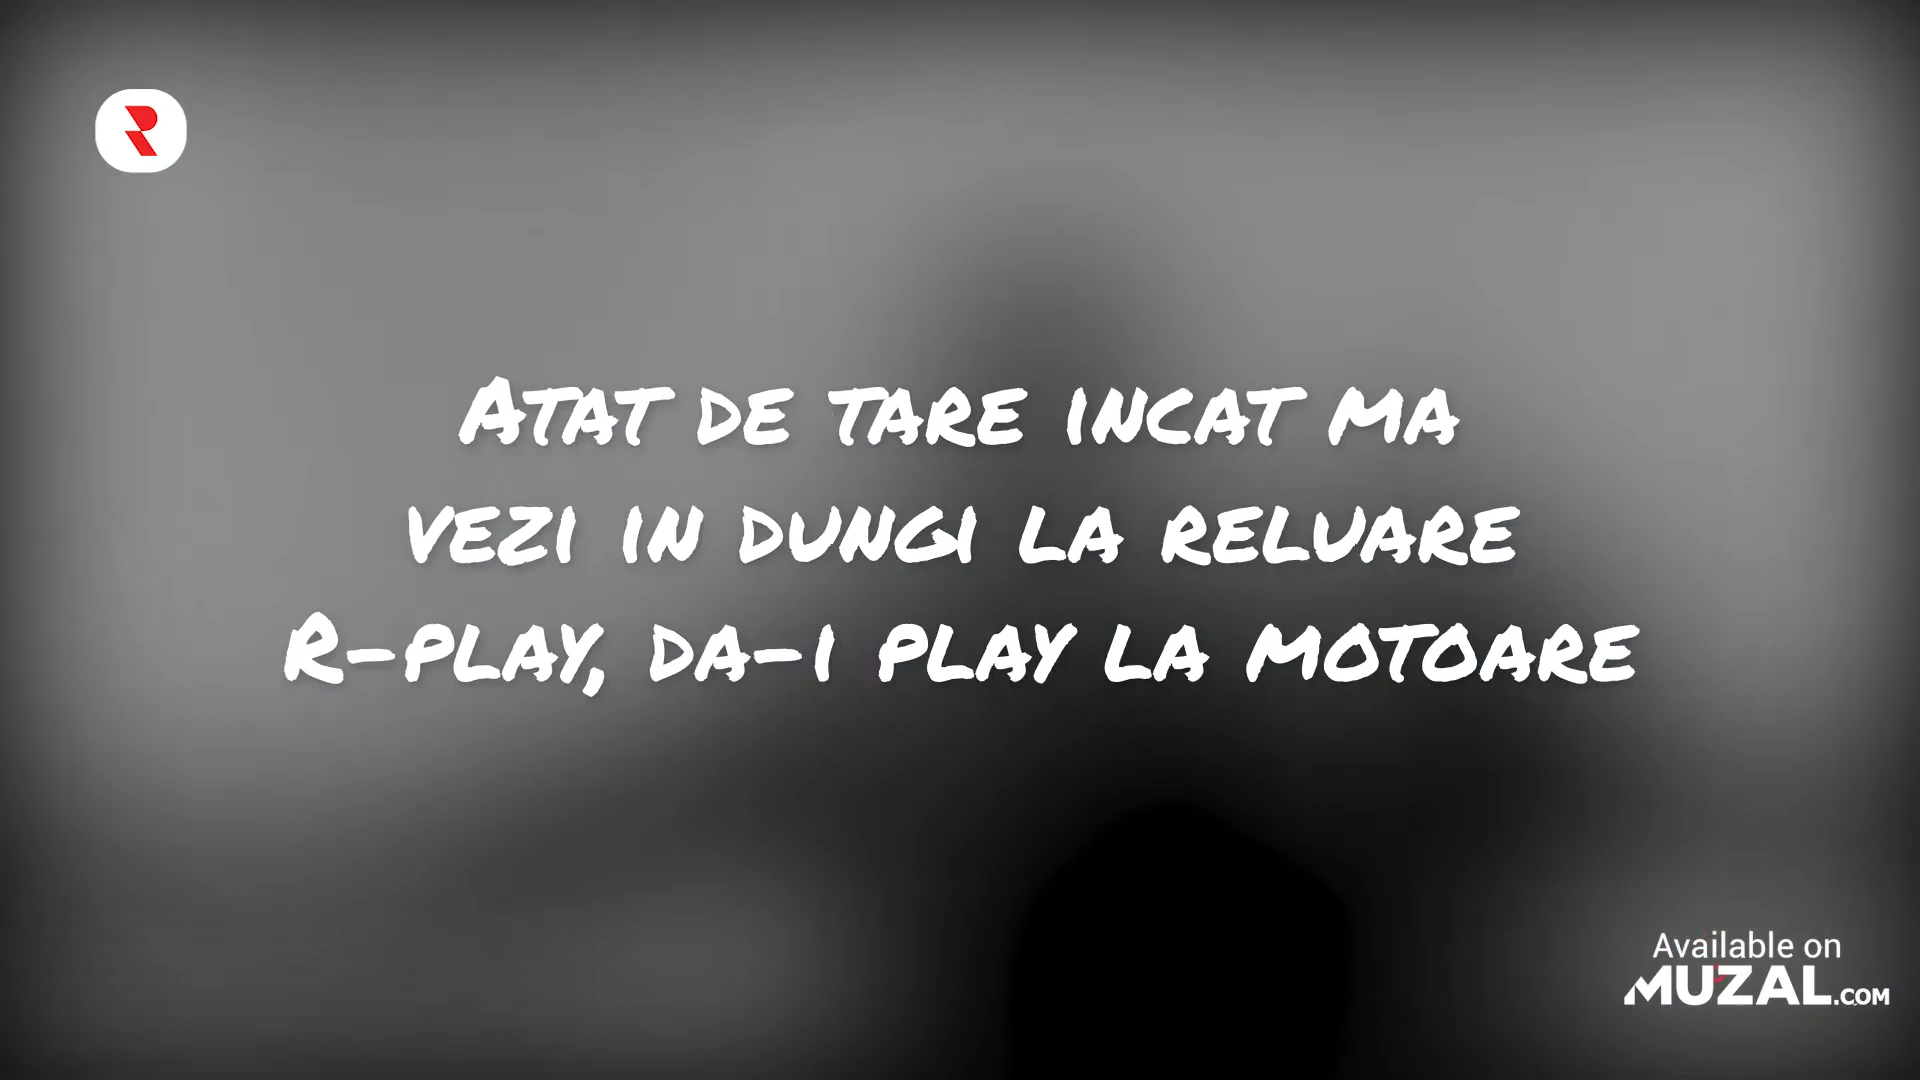 R
Atat de tare incat ma
vezi in dungi la reluare
R-play, da-i play la motoare
Available on
MUZAL.COM